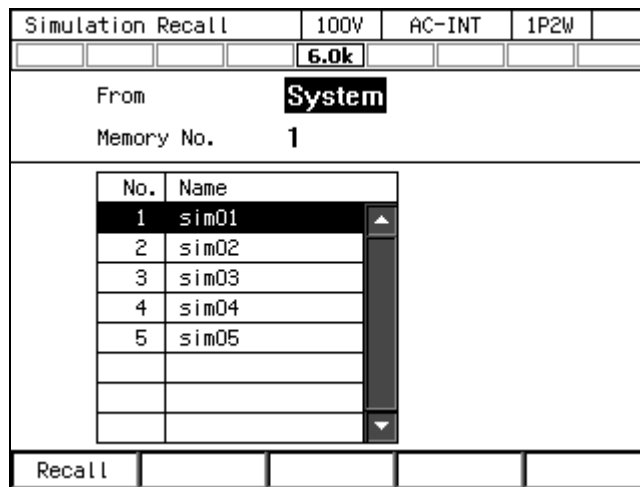 Simulation Recall 100V AC-INT 1P2W
6.0k
From System
Memory No. 1
No. Name
1 sim01
2 sim02
3 sim03
4 sim04
5 sim05
Recall